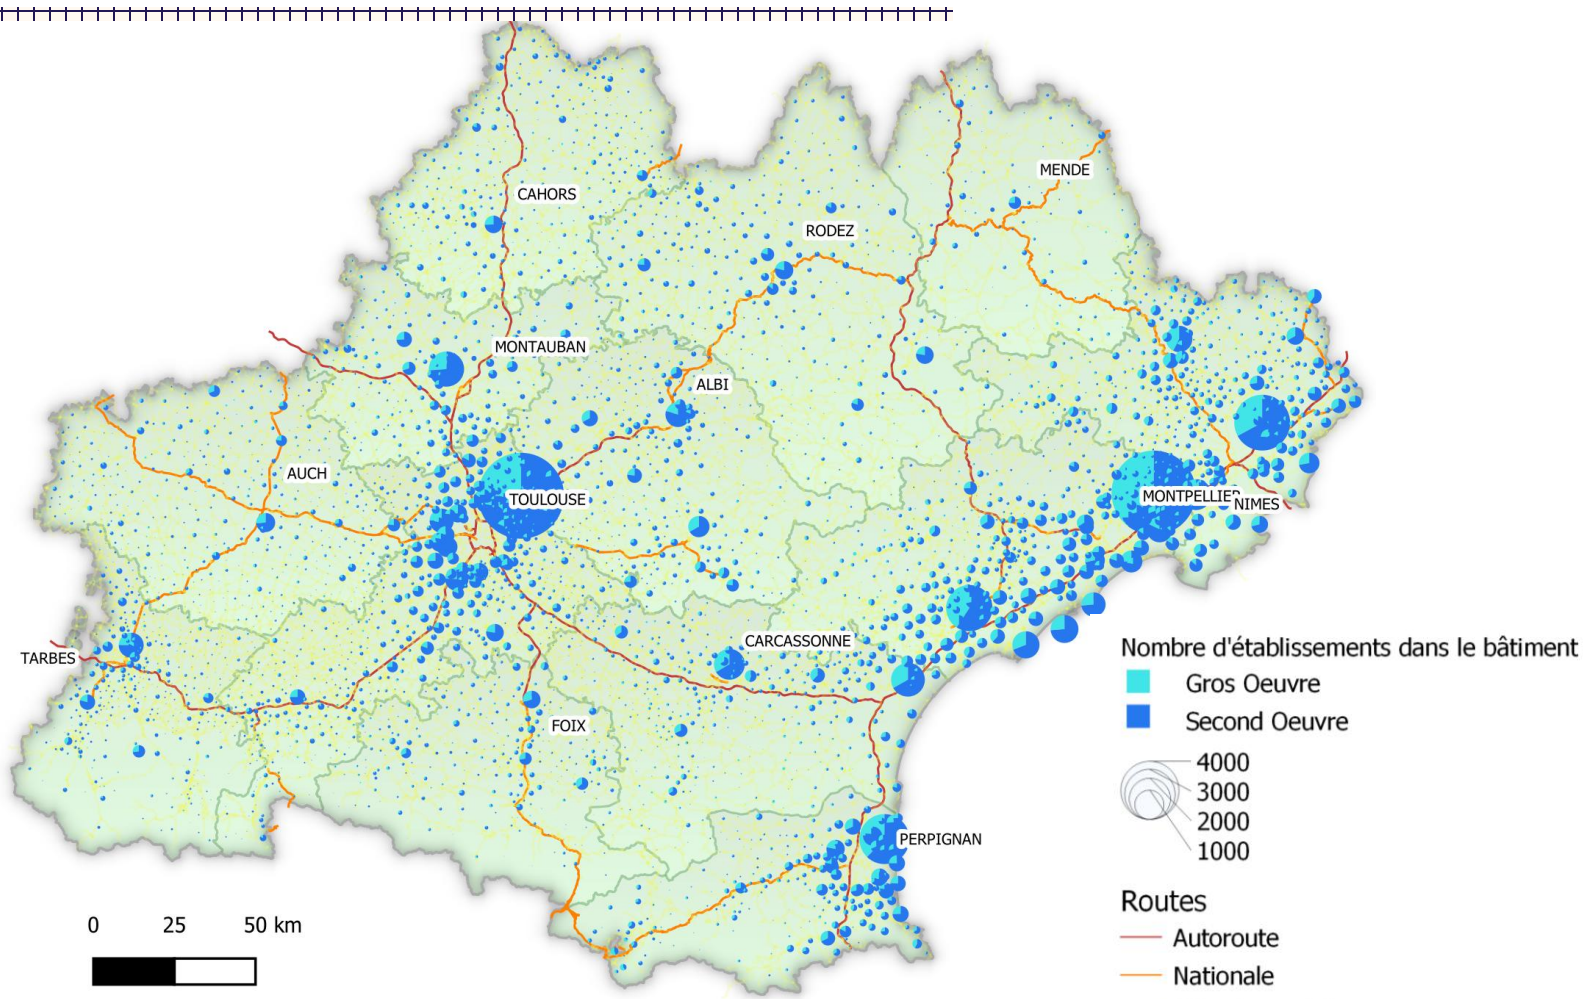 MENDE
CAHORS
RODEZ
MONTAUBAN
ALBI
AUCH
TOULOUSE
MONTPELLIER
NIMES
CARCASSONNE
TARBES
FOIX
PERPIGNAN
Nombre d'établissements dans le bâtiment
Gros Oeuvre
Second Oeuvre
4000
3000
2000
1000
Routes
Autoroute
Nationale
0 25 50 km